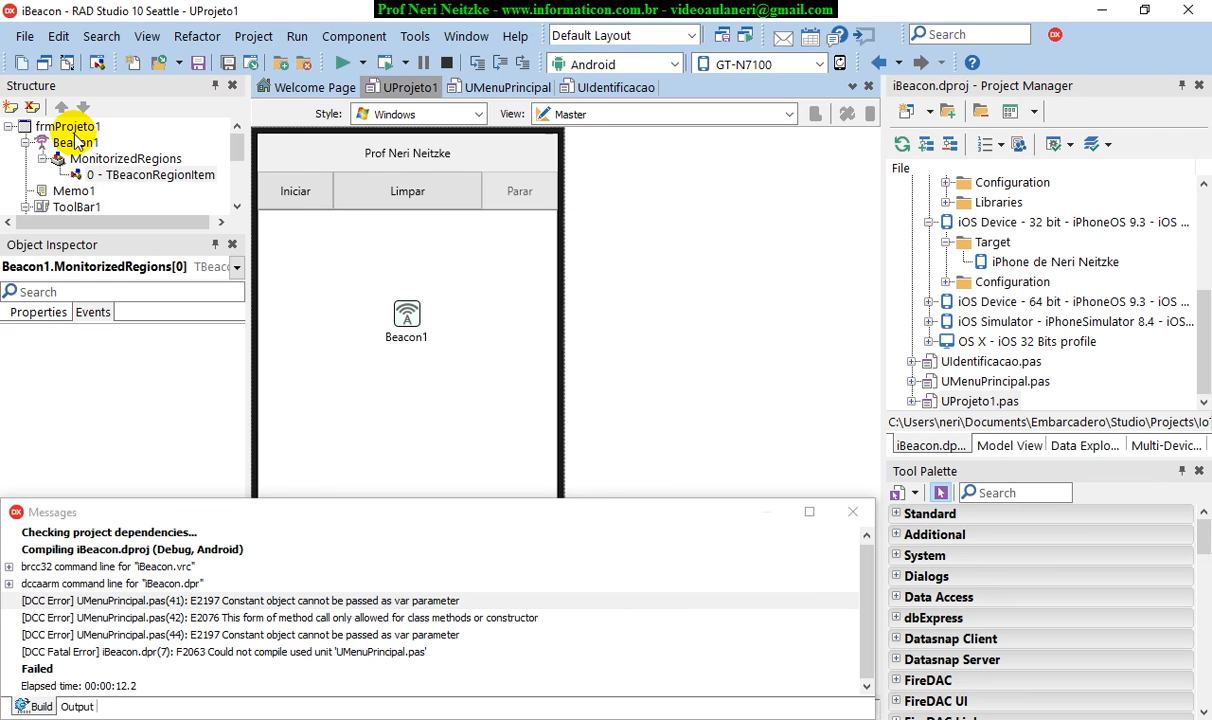 iBeacon - RAD Studio 10 Seattle - UProjeto1
Prof Neri Neitzke - www.informaticon.com.br - videoaulaneri@gmail.com
File Edit Search View Refactor Project Run Component Tools Window Help Default Layout Search
Android GT-N7100
Structure
Welcome Page UProjeto1 UMenuPrincipal UIdentificacao
Style: Windows View: Master
frmProjeto1
Beacon1
MonitorizedRegions
0 - TBeaconRegionItem
Memo1
ToolBar1
Object Inspector
Beacon1.MonitorizedRegions[0] TBeac
Search
Properties Events
Prof Neri Neitzke
Iniciar Limpar Parar
A
Beacon1
iBeacon.dproj - Project Manager
File
Configuration
Libraries
iOS Device - 32 bit - iPhoneOS 9.3 - iOS ...
Target
iPhone de Neri Neitzke
Configuration
iOS Device - 64 bit - iPhoneOS 9.3 - iOS ...
iOS Simulator - iPhoneSimulator 8.4 - iOS...
OS X - iOS 32 Bits profile
UIdentificacao.pas
UMenuPrincipal.pas
UProjeto1.pas
C:\Users\neri\Documents\Embarcadero\Studio\Projects\IoT
iBeacon.dp... Model View Data Explo... Multi-Devic...
Tool Palette
Search
Standard
Additional
System
Dialogs
Data Access
dbExpress
Datasnap Client
Datasnap Server
FireDAC
FireDAC UI
Messages
Checking project dependencies...
Compiling iBeacon.dproj (Debug, Android)
brcc32 command line for "iBeacon.vrc"
dccaarm command line for "iBeacon.dpr"
[DCC Error] UMenuPrincipal.pas(41): E2197 Constant object cannot be passed as var parameter
[DCC Error] UMenuPrincipal.pas(42): E2076 This form of method call only allowed for class methods or constructor
[DCC Error] UMenuPrincipal.pas(44): E2197 Constant object cannot be passed as var parameter
[DCC Fatal Error] iBeacon.dpr(7): F2063 Could not compile used unit 'UMenuPrincipal.pas'
Failed
Elapsed time: 00:00:12.2
Build Output